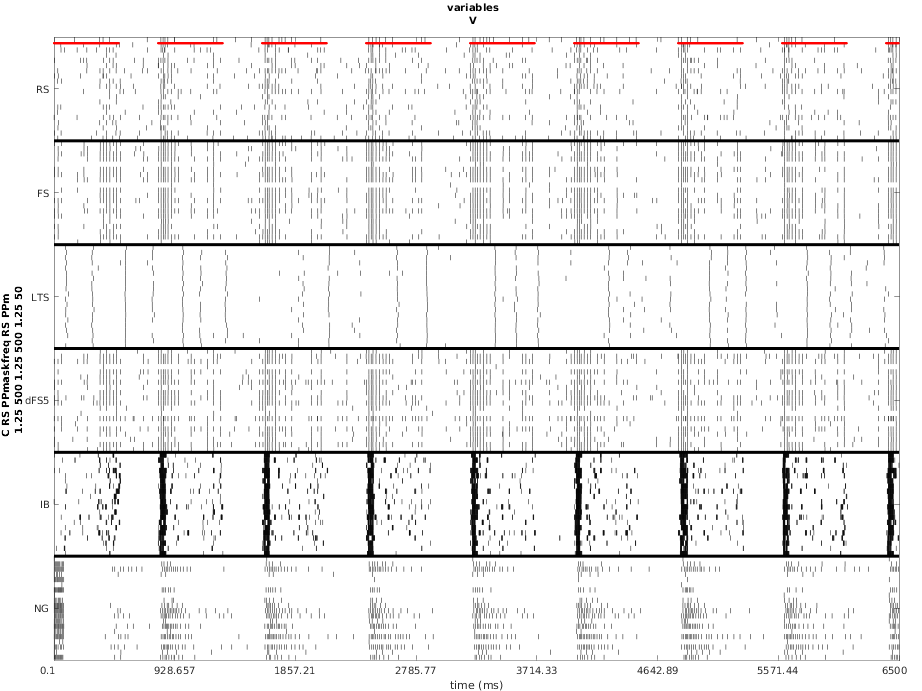 variables
V
RS
FS
LTS
dFS5
IB
NG
C RS PPmaskfreq RS PPm
1.25 500 1.25 500 1.25 50
0.1 928.657 1857.21 2785.77 3714.33 4642.89 5571.44 6500
time (ms)